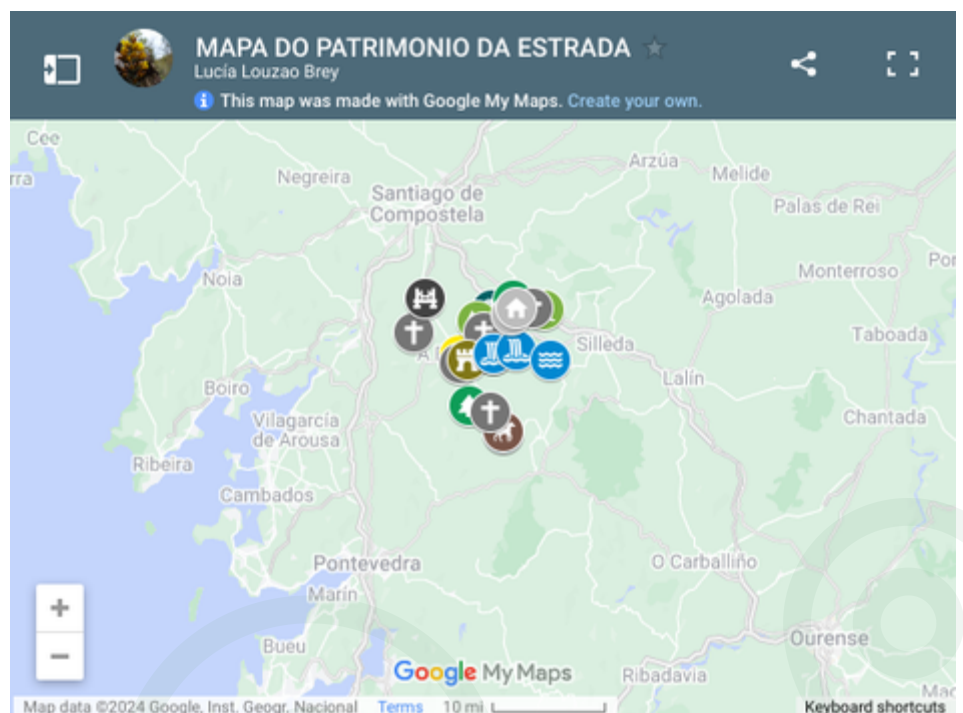 MAPA DO PATRIMONIO DA ESTRADA
Lucía Louzao Brey
This map was made with Google My Maps. Create your own.
Cee
rra
Negreira
Arzúa
Melide
Santiago de
Compostela
Palas de Rei
Noia
Monterroso
Por
Agolada
Taboada
A
Silleda
Lalín
Boiro
Chantada
Vilagarcía
de Arousa
Ribeira
Cambados
Pontevedra
O Carballiño
Marín
+
Ourense
Bueu
−
Google My Maps
Ribadavia
Mac
Map data ©2024 Google, Inst. Geogr. Nacional Terms 10 mi Keyboard shortcuts